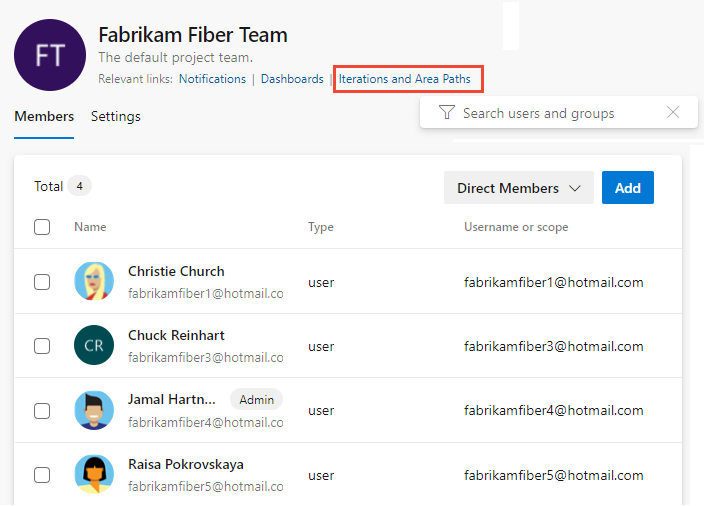 FT
Fabrikam Fiber Team
The default project team.
Relevant links: Notifications | Dashboards | Iterations and Area Paths
Search users and groups
Members Settings
Total 4
Direct Members Add
Name Type Username or scope
Christie Church
fabrikamfiber1@hotmail.co
user
fabrikamfiber1@hotmail.com
CR
Chuck Reinhart
fabrikamfiber3@hotmail.co
user
fabrikamfiber3@hotmail.com
Jamal Hartn... Admin
fabrikamfiber4@hotmail.co
user
fabrikamfiber4@hotmail.com
Raisa Pokrovskaya
fabrikamfiber5@hotmail.co
user
fabrikamfiber5@hotmail.com